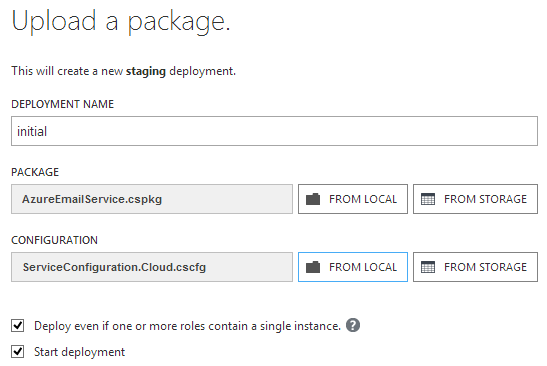 Upload a package.
This will create a new staging deployment.
DEPLOYMENT NAME
initial
PACKAGE
AzureEmailService.cspkg FROM LOCAL FROM STORAGE
CONFIGURATION
ServiceConfiguration.Cloud.cscfg FROM LOCAL FROM STORAGE
Deploy even if one or more roles contain a single instance. ?
Start deployment